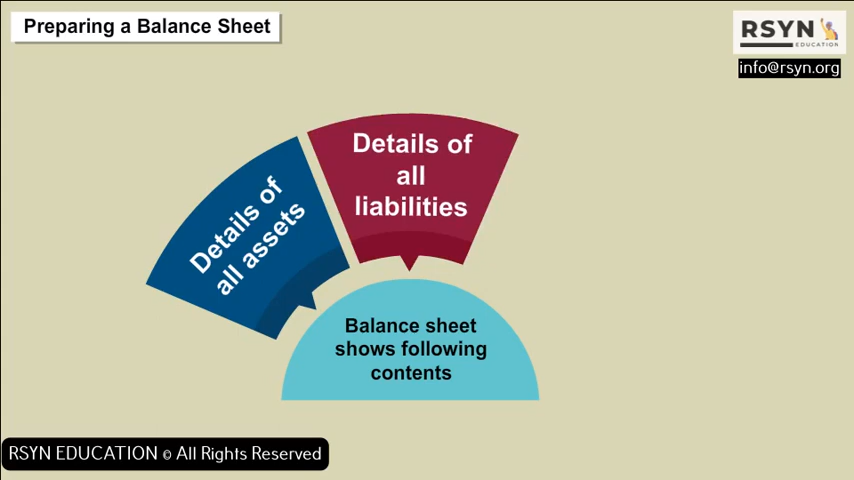 Preparing a Balance Sheet
RSYN
EDUCATION
info@rsyn.org
Details of
all
liabilities
Details of
all assets
Balance sheet
shows following
contents
RSYN EDUCATION © All Rights Reserved